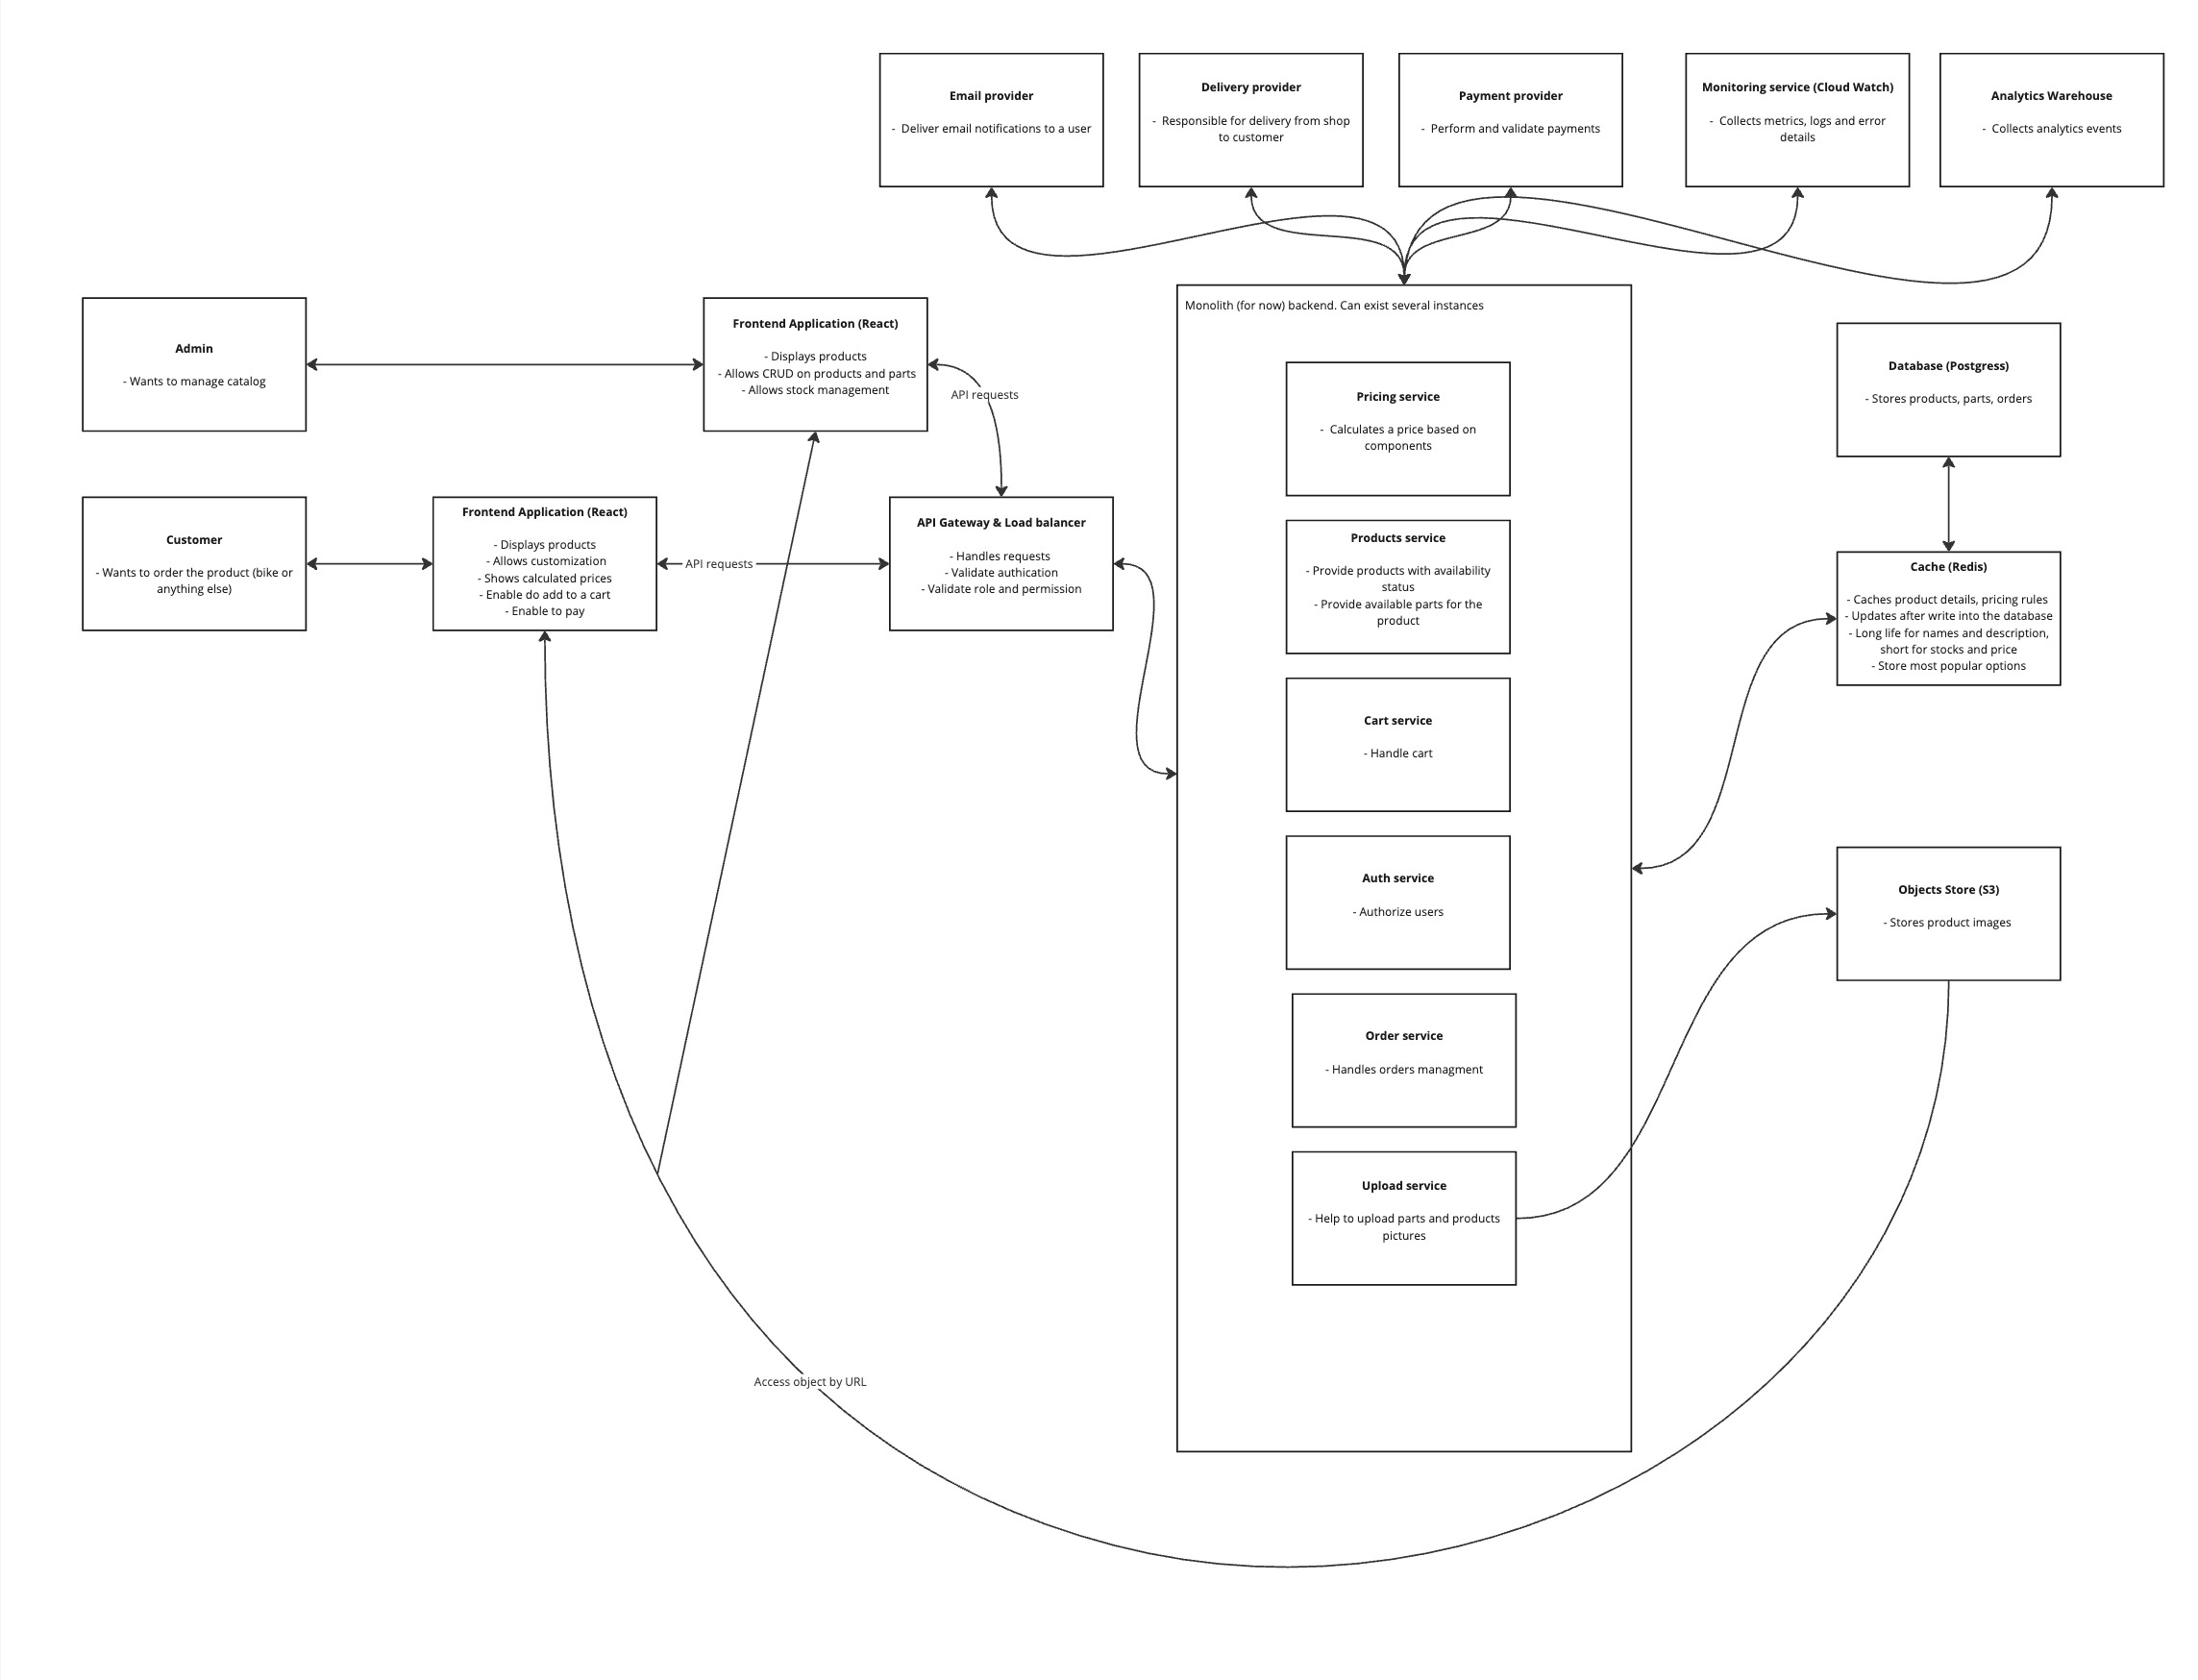 Email provider
- Deliver email notifications to a user
Delivery provider
- Responsible for delivery from shop
to customer
Payment provider
- Perform and validate payments
Monitoring service (Cloud Watch)
- Collects metrics, logs and error
details
Analytics Warehouse
- Collects analytics events
Admin
- Wants to manage catalog
Frontend Application (React)
- Displays products
- Allows CRUD on products and parts
- Allows stock management
API requests
Customer
- Wants to order the product (bike or
anything else)
Frontend Application (React)
- Displays products
- Allows customization
- Shows calculated prices
- Enable do add to a cart
- Enable to pay
API requests
API Gateway & Load balancer
- Handles requests
- Validate authication
- Validate role and permission
Monolith (for now) backend. Can exist several instances
Pricing service
- Calculates a price based on
components
Products service
- Provide products with availability
status
- Provide available parts for the
product
Cart service
- Handle cart
Auth service
- Authorize users
Order service
- Handles orders managment
Upload service
- Help to upload parts and products
pictures
Database (Postgress)
- Stores products, parts, orders
Cache (Redis)
- Caches product details, pricing rules
- Updates after write into the database
- Long life for names and description,
short for stocks and price
- Store most popular options
Objects Store (S3)
- Stores product images
Access object by URL